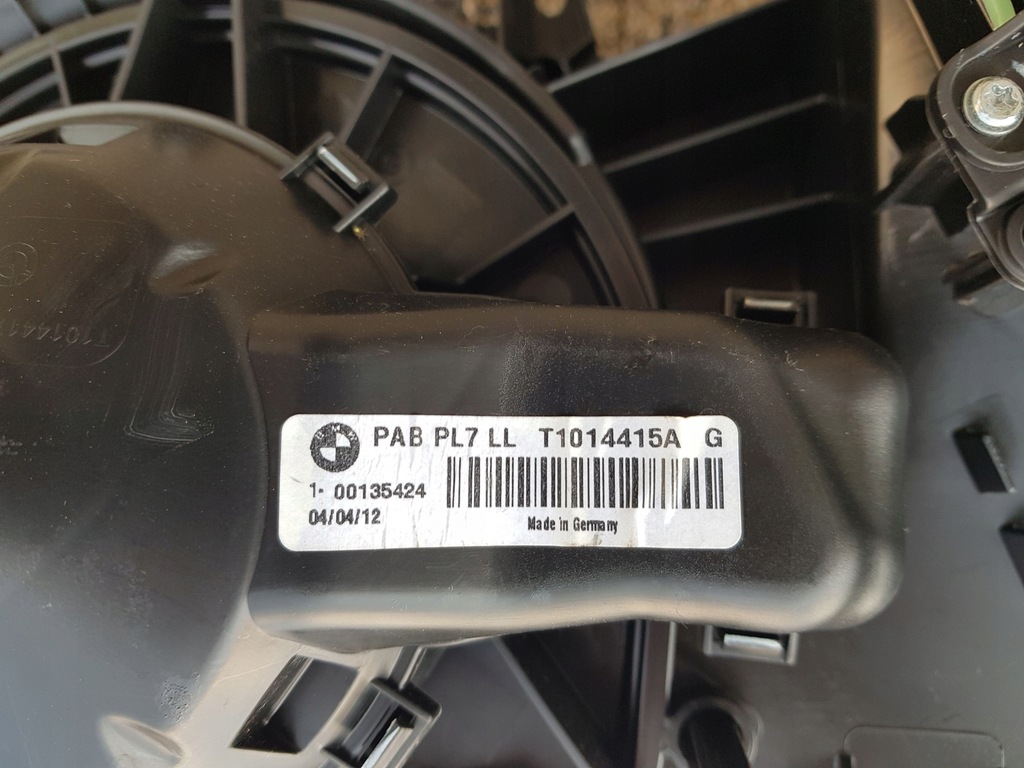 PAB PL7 LL T1014415A G
1- 00135424
04/04/12
Made in Germany